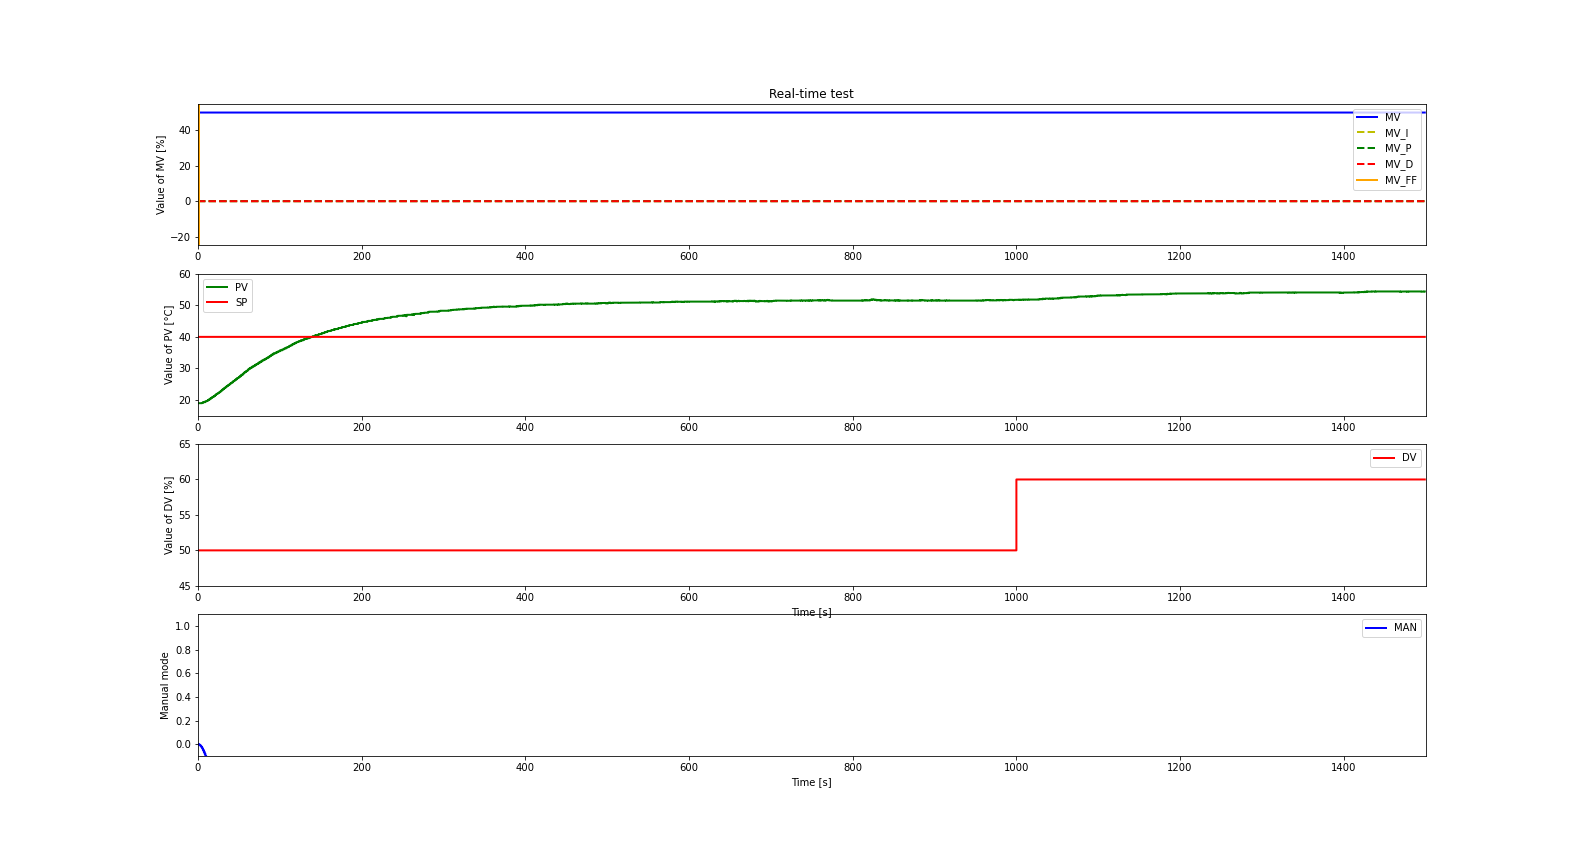 Real-time test
Value of MV [%]
40
20
0
−20
MV
MV_I
MV_P
MV_D
MV_FF
0 200 400 600 800 1000 1200 1400
Value of PV [°C]
60
50
40
30
20
PV
SP
0 200 400 600 800 1000 1200 1400
Value of DV [%]
65
60
55
50
45
DV
0 200 400 600 800 1000 1200 1400
Time [s]
Manual mode
1.0
0.8
0.6
0.4
0.2
0.0
MAN
0 200 400 600 800 1000 1200 1400
Time [s]